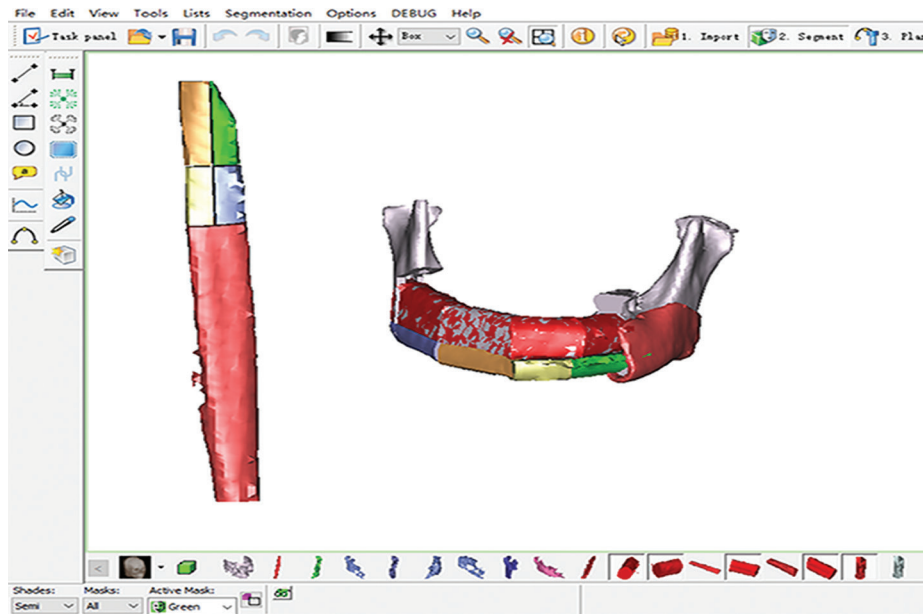 File Edit View Tools Lists Segmentation Options DEBUG Help
Task panel Box 1. Import 2. Segment 3. Pla
Shades: Masks: Active Mask:
Semi All Green